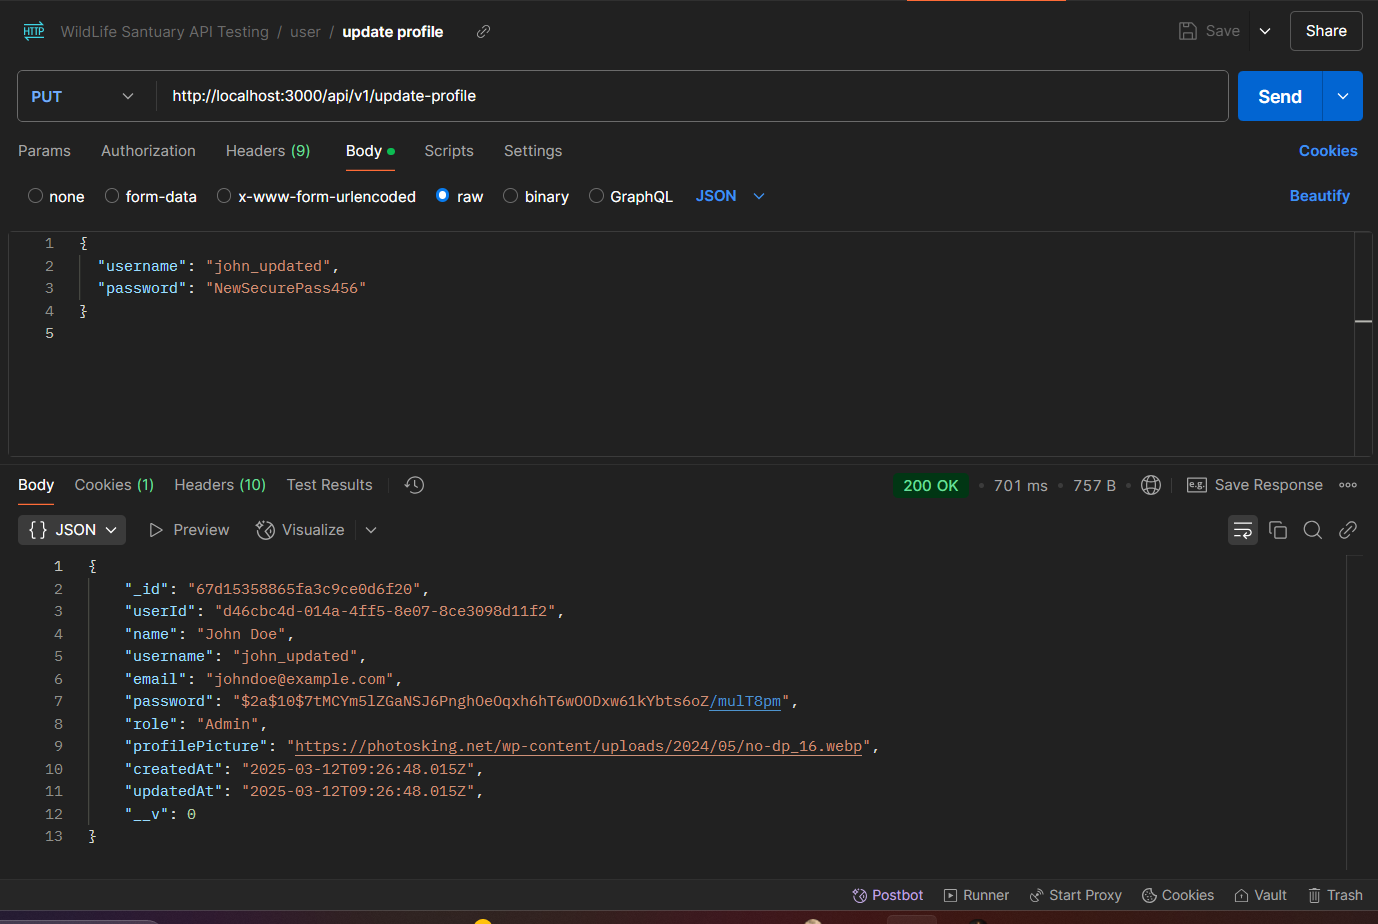 HTTP WildLife Santuary API Testing / user / update profile Save Share
PUT http://localhost:3000/api/v1/update-profile Send
Params Authorization Headers (9) Body Scripts Settings Cookies
none form-data x-www-form-urlencoded raw binary GraphQL JSON Beautify
1 {
2 "username": "john_updated",
3 "password": "NewSecurePass456"
4 }
5
Body Cookies (1) Headers (10) Test Results 200 OK • 701 ms • 757 B • e.g. Save Response
{} JSON Preview Visualize
1 {
2 "_id": "67d15358865fa3c9ce0d6f20",
3 "userId": "d46cbc4d-014a-4ff5-8e07-8ce3098d11f2",
4 "name": "John Doe",
5 "username": "john_updated",
6 "email": "johndoe@example.com",
7 "password": "$2a$10$7tMCYm5lZGaNSJ6PnghOeOqxh6hT6wOODxw61kYbts6oZ/mulT8pm",
8 "role": "Admin",
9 "profilePicture": "https://photosking.net/wp-content/uploads/2024/05/no-dp_16.webp",
10 "createdAt": "2025-03-12T09:26:48.015Z",
11 "updatedAt": "2025-03-12T09:26:48.015Z",
12 "__v": 0
13 }
Postbot Runner Start Proxy Cookies Vault Trash